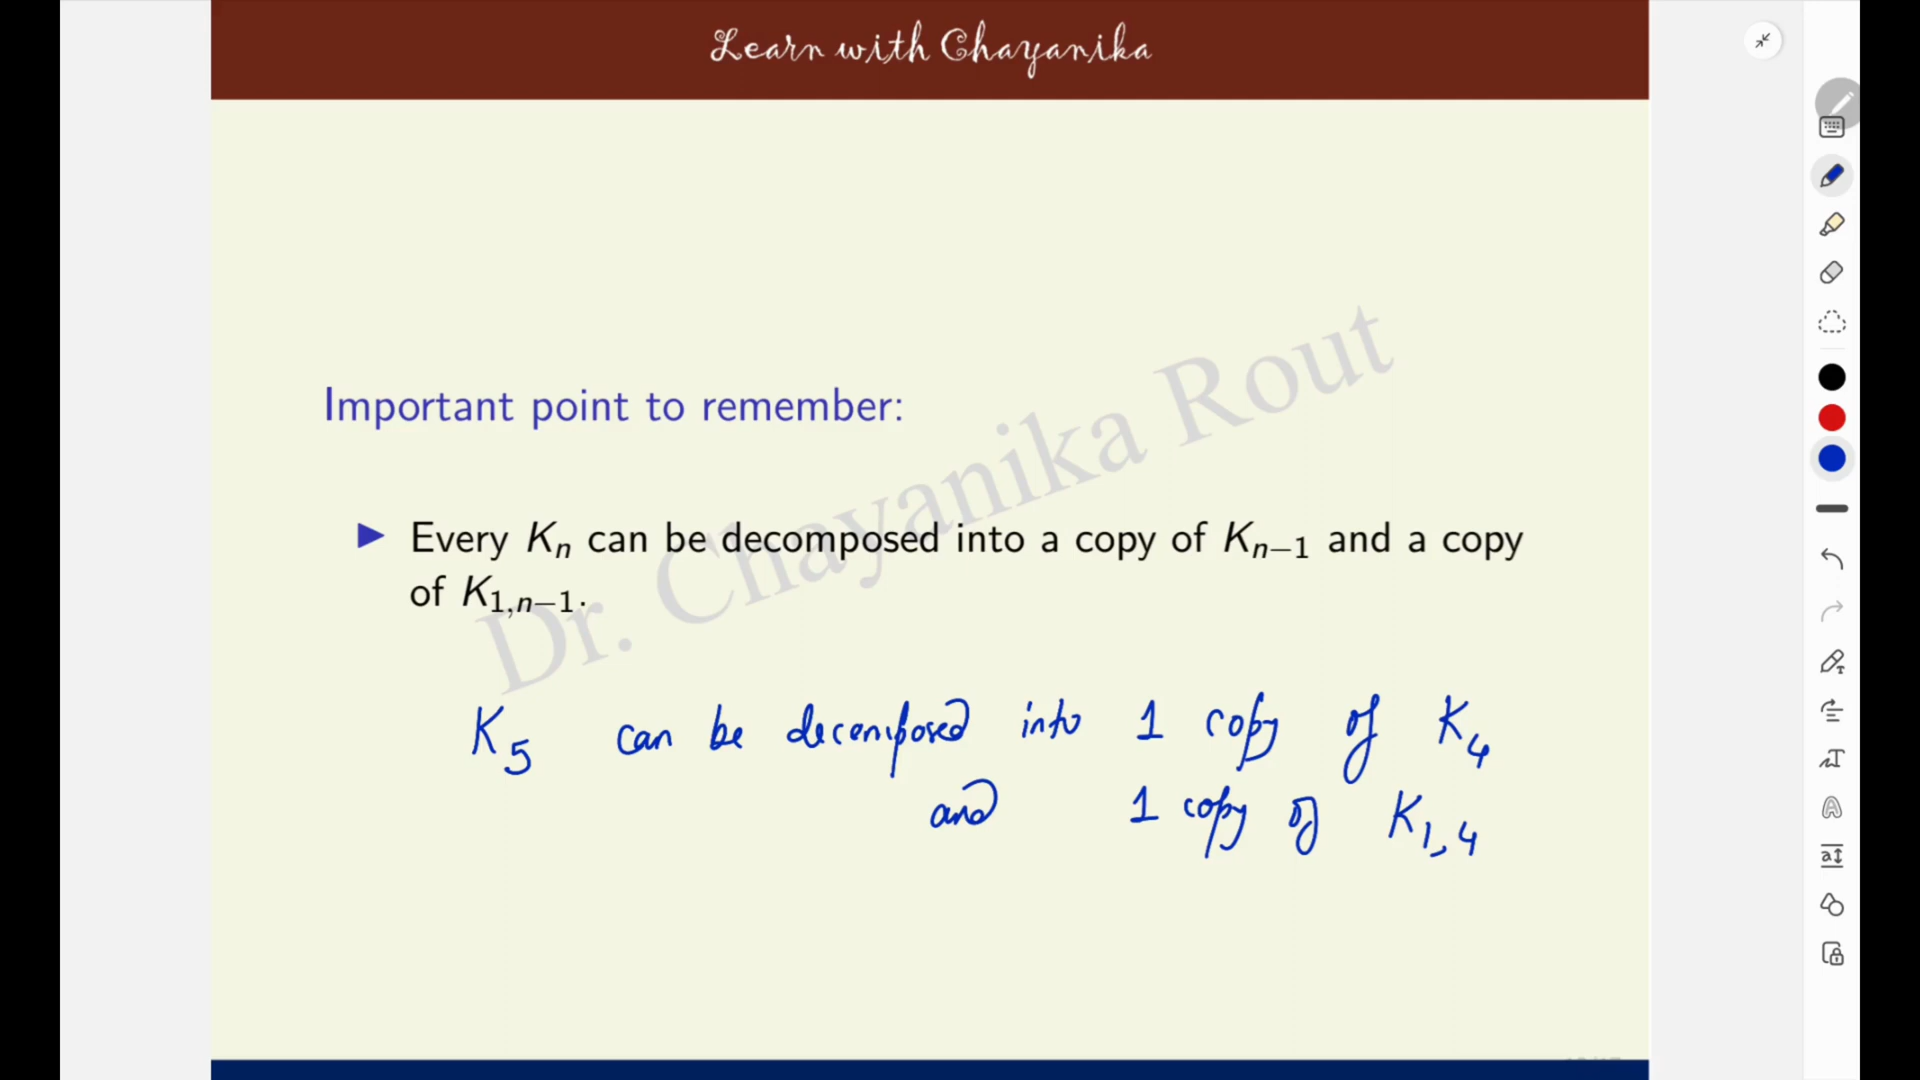 Learn with Chayanika
Important point to remember:
Every Kₙ can be decomposed into a copy of Kₙ₋₁ and a copy
of K₁,ₙ₋₁.
Dr. Chayanika Rout
K₅ can be decomposed into 1 copy of K₄
and 1 copy of K₁,₄